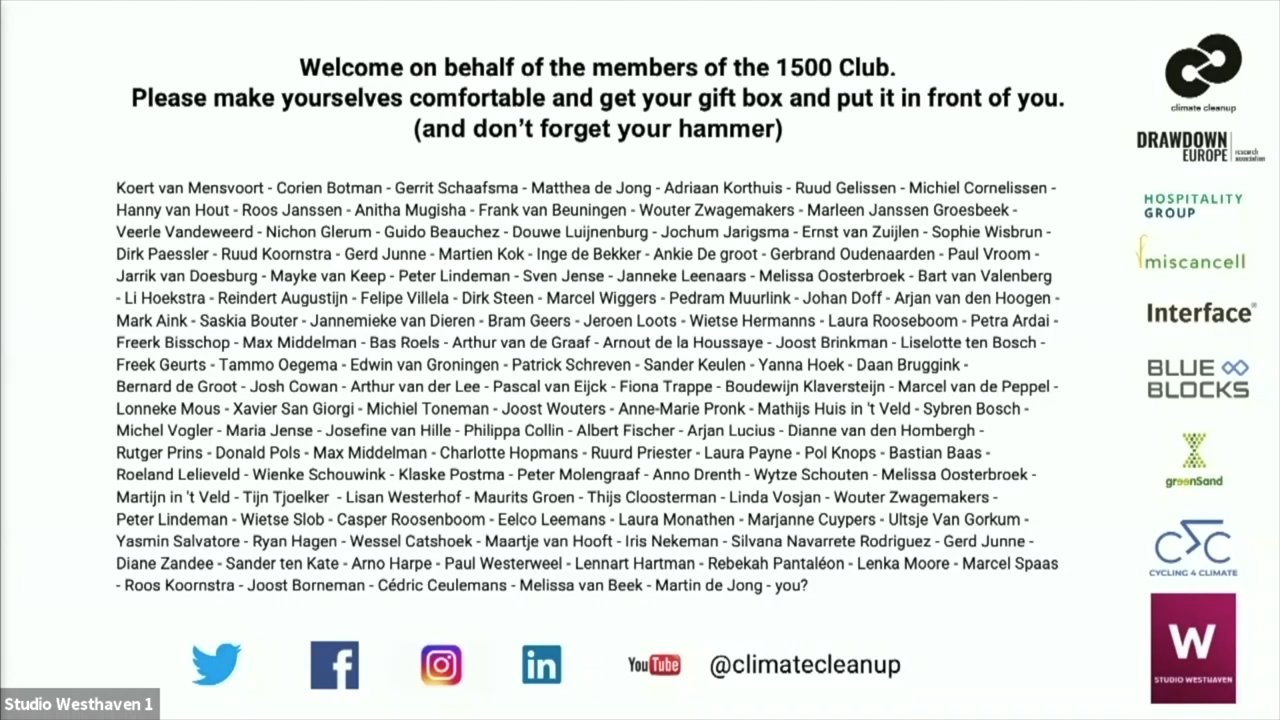 Welcome on behalf of the members of the 1500 Club.
Please make yourselves comfortable and get your gift box and put it in front of you.
(and don't forget your hammer)
Koert van Mensvoort - Corien Botman - Gerrit Schaafsma - Matthea de Jong - Adriaan Korthuis - Ruud Gelissen - Michiel Cornelissen -
Hanny van Hout - Roos Janssen - Anitha Mugisha - Frank van Beuningen - Wouter Zwagemakers - Marleen Janssen Groesbeek -
Veerle Vandeweerd - Nichon Glerum - Guido Beauchez - Douwe Luijnenburg - Jochum Jarigsma - Ernst van Zuijlen - Sophie Wisbrun -
Dirk Paessler - Ruud Koornstra - Gerd Junne - Martien Kok - Inge de Bekker - Ankie De groot - Gerbrand Oudenaarden - Paul Vroom -
Jarrik van Doesburg - Mayke van Keep - Peter Lindeman - Sven Jense - Janneke Leenaars - Melissa Oosterbroek - Bart van Valenberg
- Li Hoekstra - Reindert Augustijn - Felipe Villela - Dirk Steen - Marcel Wiggers - Pedram Muurlink - Johan Doff - Arjan van den Hoogen -
Mark Aink - Saskia Bouter - Jannemieke van Dieren - Bram Geers - Jeroen Loots - Wietse Hermanns - Laura Rooseboom - Petra Ardai -
Freerk Bisschop - Max Middelman - Bas Roels - Arthur van de Graaf - Arnout de la Houssaye - Joost Brinkman - Liselotte ten Bosch -
Freek Geurts - Tammo Oegema - Edwin van Groningen - Patrick Schreven - Sander Keulen - Yanna Hoek - Daan Bruggink -
Bernard de Groot - Josh Cowan - Arthur van der Lee - Pascal van Eijck - Fiona Trappe - Boudewijn Klaversteijn - Marcel van de Peppel -
Lonneke Mous - Xavier San Giorgi - Michiel Toneman - Joost Wouters - Anne-Marie Pronk - Mathijs Huis in 't Veld - Sybren Bosch -
Michel Vogler - Maria Jense - Josefine van Hille - Philippa Collin - Albert Fischer - Arjan Lucius - Dianne van den Hombergh -
Rutger Prins - Donald Pols - Max Middelman - Charlotte Hopmans - Ruurd Priester - Laura Payne - Pol Knops - Bastian Baas -
Roeland Lelieveld - Wienke Schouwink - Klaske Postma - Peter Molengraaf - Anno Drenth - Wytze Schouten - Melissa Oosterbroek -
Martijn in 't Veld - Tijn Tjoelker - Lisan Westerhof - Maurits Groen - Thijs Cloosterman - Linda Vosjan - Wouter Zwagemakers -
Peter Lindeman - Wietse Slob - Casper Roosenboom - Eelco Leemans - Laura Monathen - Marjanne Cuypers - Ultsje Van Gorkum -
Yasmin Salvatore - Ryan Hagen - Wessel Catshoek - Maartje van Hooft - Iris Nekeman - Silvana Navarrete Rodriguez - Gerd Junne -
Diane Zandee - Sander ten Kate - Arno Harpe - Paul Westerweel - Lennart Hartman - Rebekah Pantaléon - Lenka Moore - Marcel Spaas
- Roos Koornstra - Joost Borneman - Cédric Ceulemans - Melissa van Beek - Martin de Jong - you?
You Tube @climatecleanup
climate cleanup
DRAWDOWN
EUROPE
research
association
HOSPITALITY
GROUP
miscancell
Interface®
BLUE
BLOCKS
greenSand
CYCLING 4 CLIMATE
W
STUDIO WESTHAVEN
Studio Westhaven 1